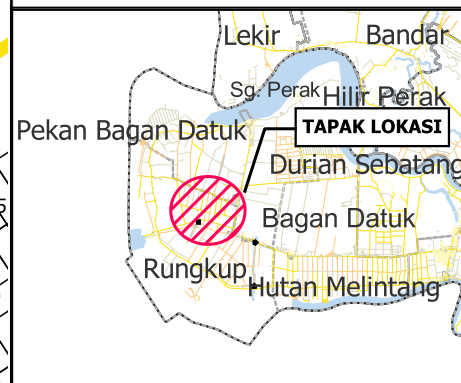 Lekir
Bandar
Sg. Perak
Hilir Perak
Pekan Bagan Datuk
TAPAK LOKASI
Durian Sebatang
Bagan Datuk
Rungkup
Hutan Melintang